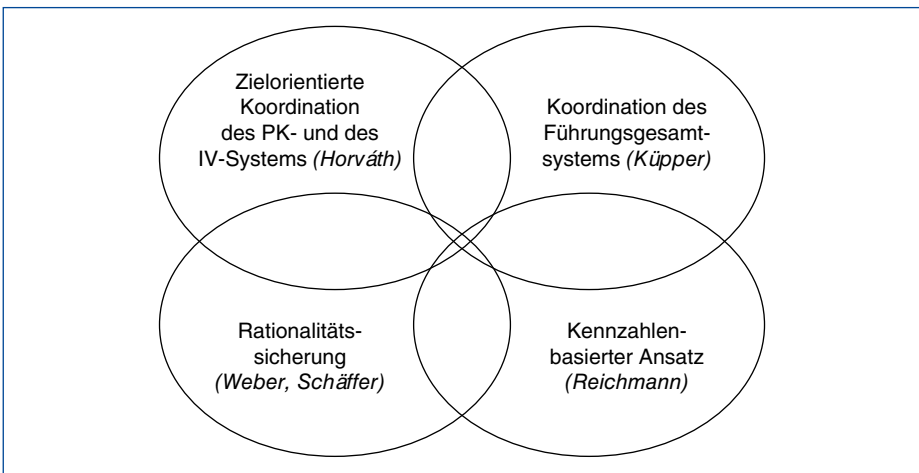 Zielorientierte
Koordination
des PK- und des
IV-Systems (Horváth)
Koordination des
Führungsgesamt-
systems (Küpper)
Rationalitäts-
sicherung
(Weber, Schäffer)
Kennzahlen-
basierter Ansatz
(Reichmann)